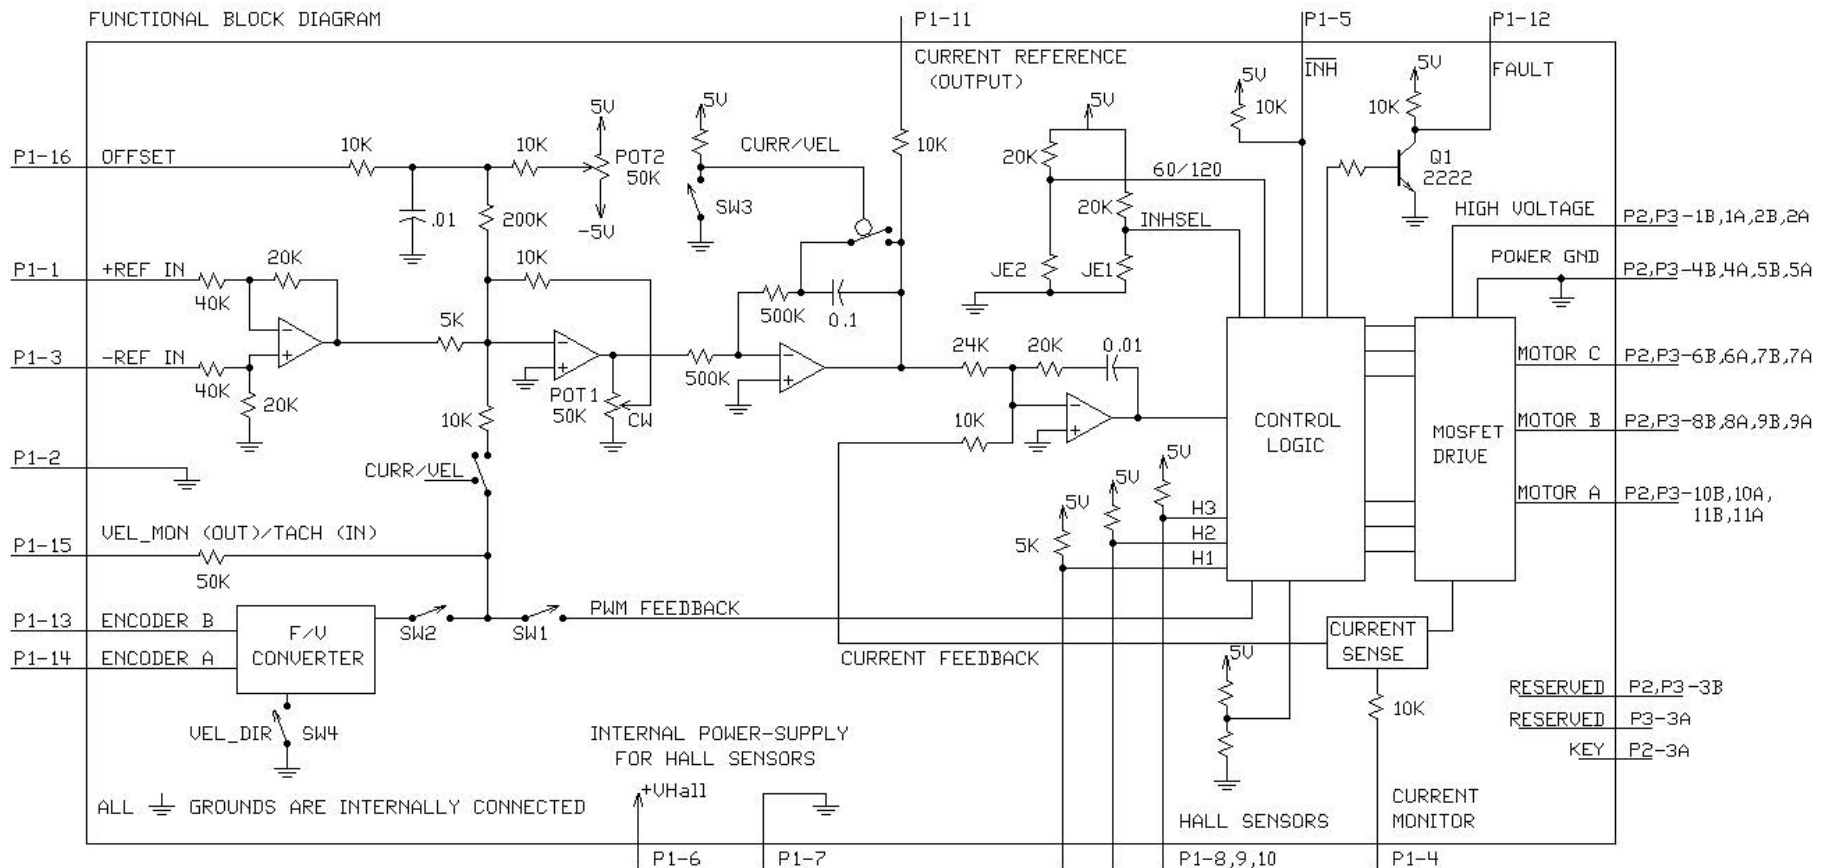 FUNCTIONAL BLOCK DIAGRAM
P1-11
P1-5
P1-12
CURRENT REFERENCE
(OUTPUT)
INH
FAULT
5V
10K
5V
10K
Q1
2222
5V
20K
60/120
20K
INHSEL
JE2
JE1
P1-16
OFFSET
10K
10K
5V
POT2
50K
-5V
.01
200K
5V
CURR/VEL
SW3
10K
HIGH VOLTAGE
P2,P3-1B,1A,2B,2A
POWER GND
P2,P3-4B,4A,5B,5A
P1-1
+REF IN
40K
20K
10K
500K
0.1
P1-3
-REF IN
40K
20K
5K
POT1
50K
CW
500K
24K
20K
0.01
10K
CONTROL
LOGIC
MOSFET
DRIVE
MOTOR C
P2,P3-6B,6A,7B,7A
MOTOR B
P2,P3-8B,8A,9B,9A
MOTOR A
P2,P3-10B,10A,
11B,11A
P1-2
10K
CURR/VEL
5V
5V
5V
5K
H3
H2
H1
P1-15
VEL_MON (OUT)/TACH (IN)
50K
P1-13
ENCODER B
P1-14
ENCODER A
F/V
CONVERTER
SW2
SW1
PWM FEEDBACK
CURRENT FEEDBACK
CURRENT
SENSE
5V
10K
VEL_DIR
SW4
RESERVED
P2,P3-3B
RESERVED
P3-3A
KEY
P2-3A
INTERNAL POWER-SUPPLY
FOR HALL SENSORS
+VHall
ALL GROUNDS ARE INTERNALLY CONNECTED
HALL SENSORS
CURRENT
MONITOR
P1-6
P1-7
P1-8,9,10
P1-4